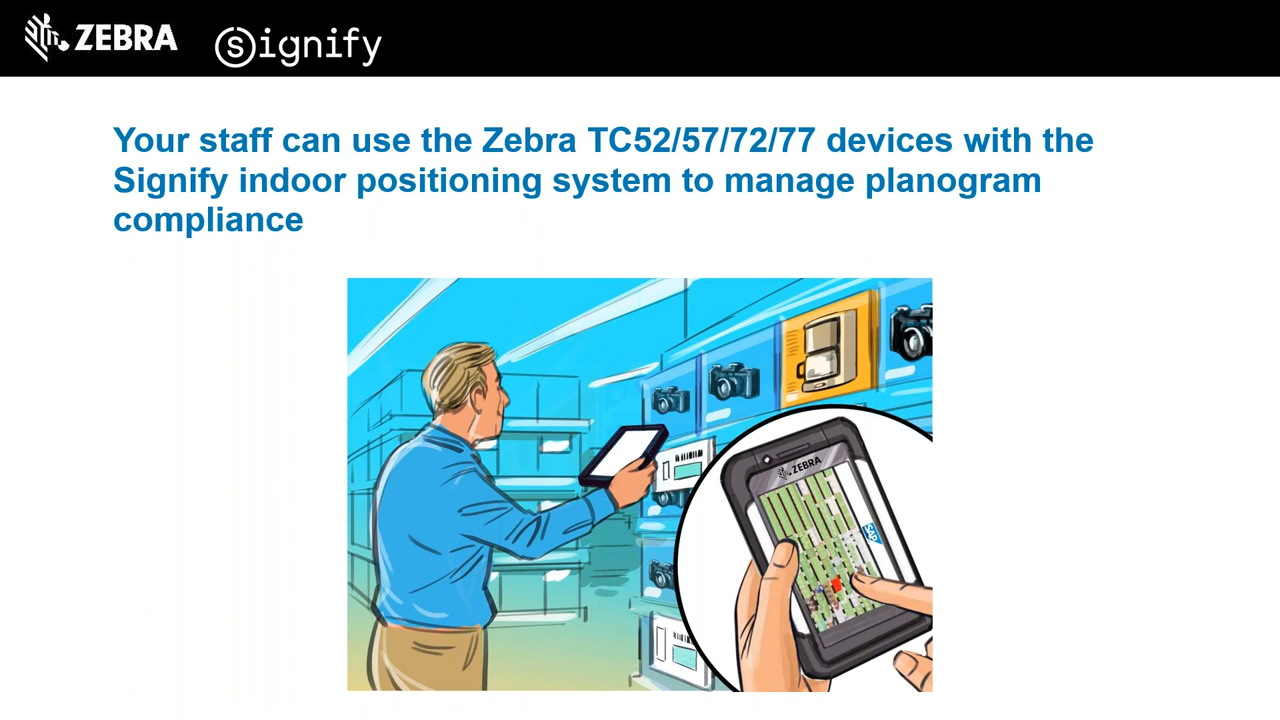 ZEBRA
Signify
Your staff can use the Zebra TC52/57/72/77 devices with the
Signify indoor positioning system to manage planogram
compliance
ZEBRA
SAP